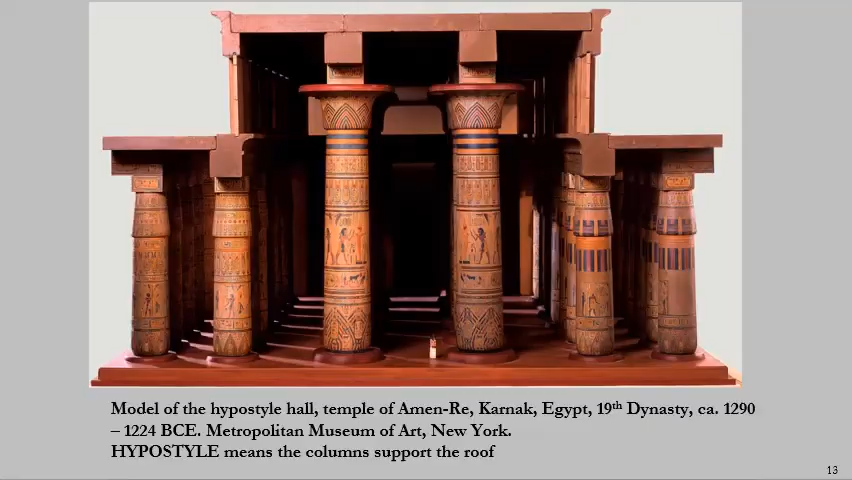 Model of the hypostyle hall, temple of Amen-Re, Karnak, Egypt, 19th Dynasty, ca. 1290
– 1224 BCE. Metropolitan Museum of Art, New York.
HYPOSTYLE means the columns support the roof
13